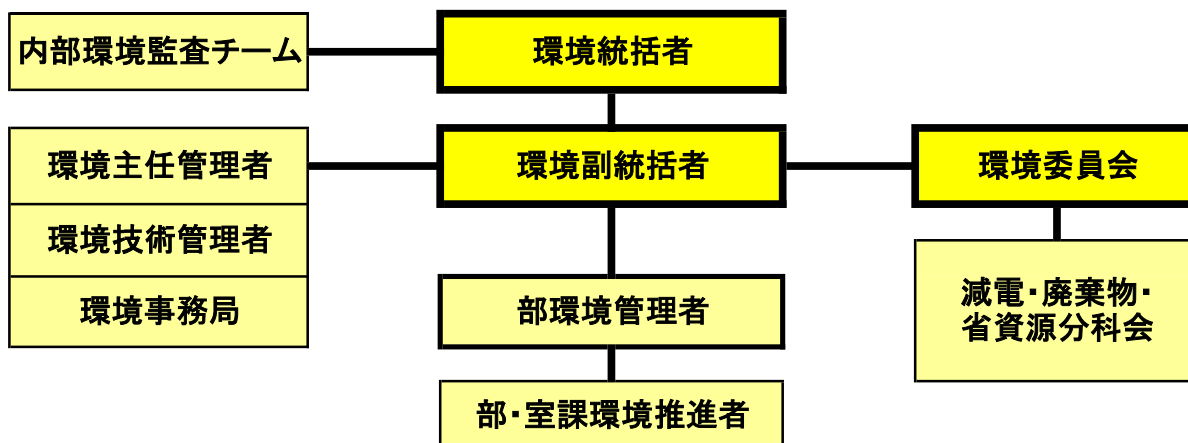 内部環境監査チーム
環境統括者
環境主任管理者
環境副統括者
環境委員会
環境技術管理者
環境事務局
部環境管理者
減電・廃棄物・
省資源分科会
部・室課環境推進者